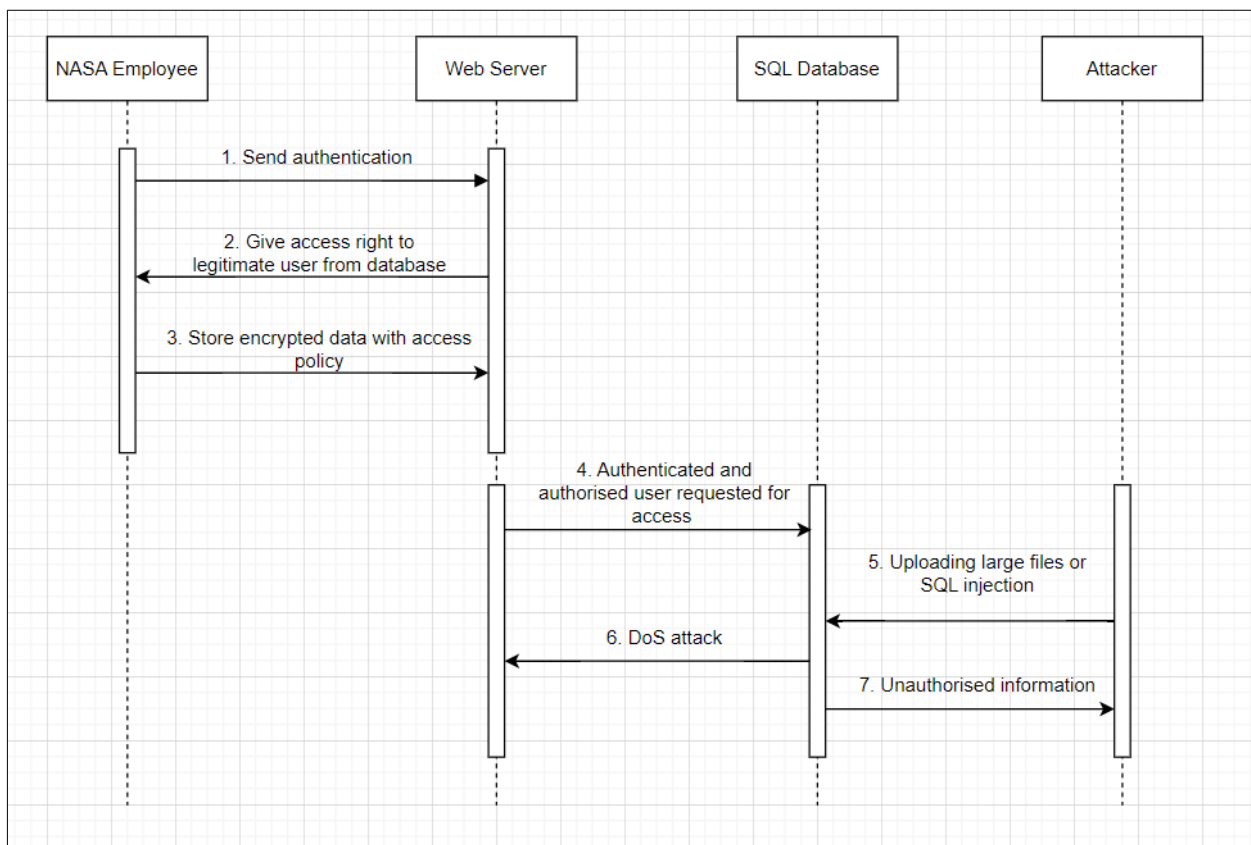 NASA Employee
Web Server
SQL Database
Attacker
1. Send authentication
2. Give access right to
legitimate user from database
3. Store encrypted data with access
policy
4. Authenticated and
authorised user requested for
access
5. Uploading large files or
SQL injection
6. DoS attack
7. Unauthorised information